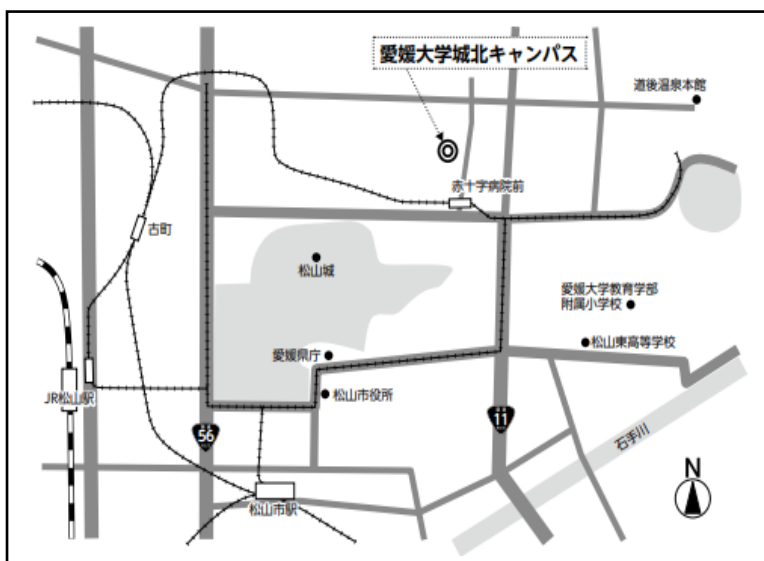 愛媛大学城北キャンパス
道後温泉本館
赤十字病院前
古町
松山城
愛媛大学教育学部
附属小学校
愛媛県庁
松山東高等学校
JR松山駅
松山市役所
56
11
石手川
N
松山市駅